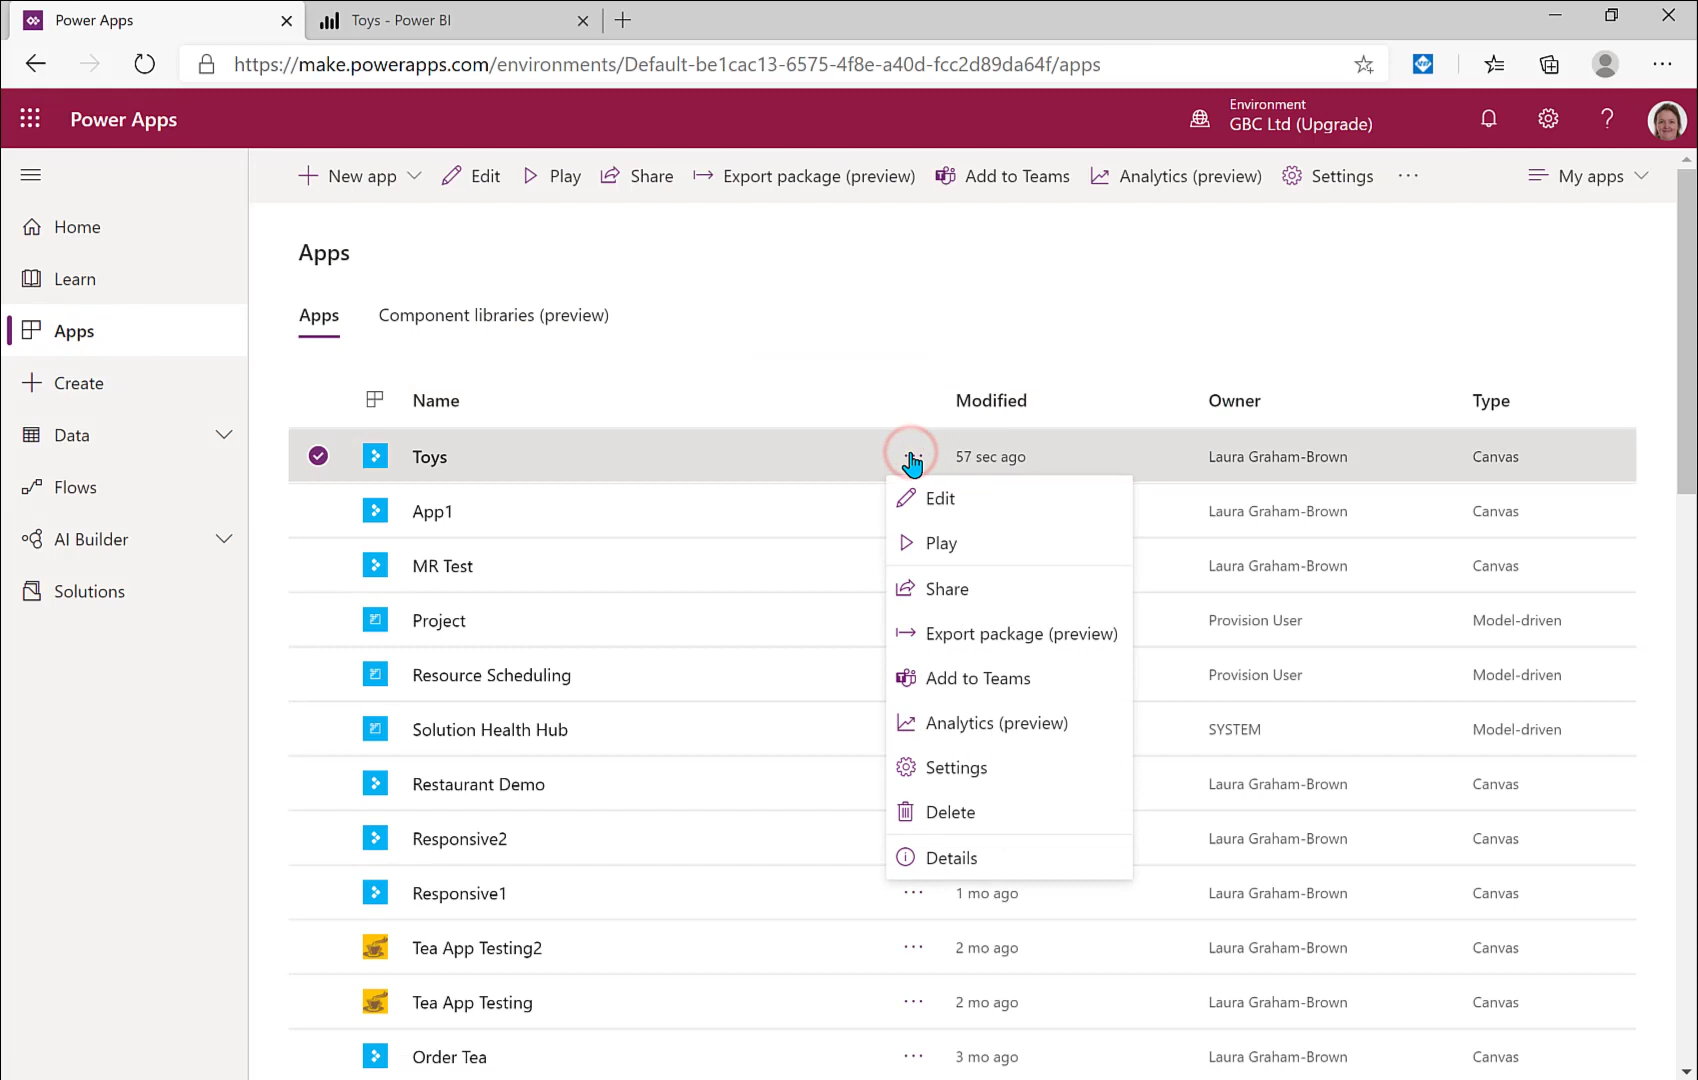 Power Apps
Toys - Power BI
https://make.powerapps.com/environments/Default-be1cac13-6575-4f8e-a40d-fcc2d89da64f/apps
Power Apps
Environment
GBC Ltd (Upgrade)
New app
Edit
Play
Share
Export package (preview)
Add to Teams
Analytics (preview)
Settings
My apps
Home
Learn
Apps
Create
Data
Flows
AI Builder
Solutions
Apps
Apps
Component libraries (preview)
Name Modified Owner Type
Toys 57 sec ago Laura Graham-Brown Canvas
App1 Laura Graham-Brown Canvas
MR Test Laura Graham-Brown Canvas
Project Provision User Model-driven
Resource Scheduling Provision User Model-driven
Solution Health Hub SYSTEM Model-driven
Restaurant Demo Laura Graham-Brown Canvas
Responsive2 Laura Graham-Brown Canvas
Responsive1 1 mo ago Laura Graham-Brown Canvas
Tea App Testing2 2 mo ago Laura Graham-Brown Canvas
Tea App Testing 2 mo ago Laura Graham-Brown Canvas
Order Tea 3 mo ago Laura Graham-Brown Canvas
Edit
Play
Share
Export package (preview)
Add to Teams
Analytics (preview)
Settings
Delete
Details